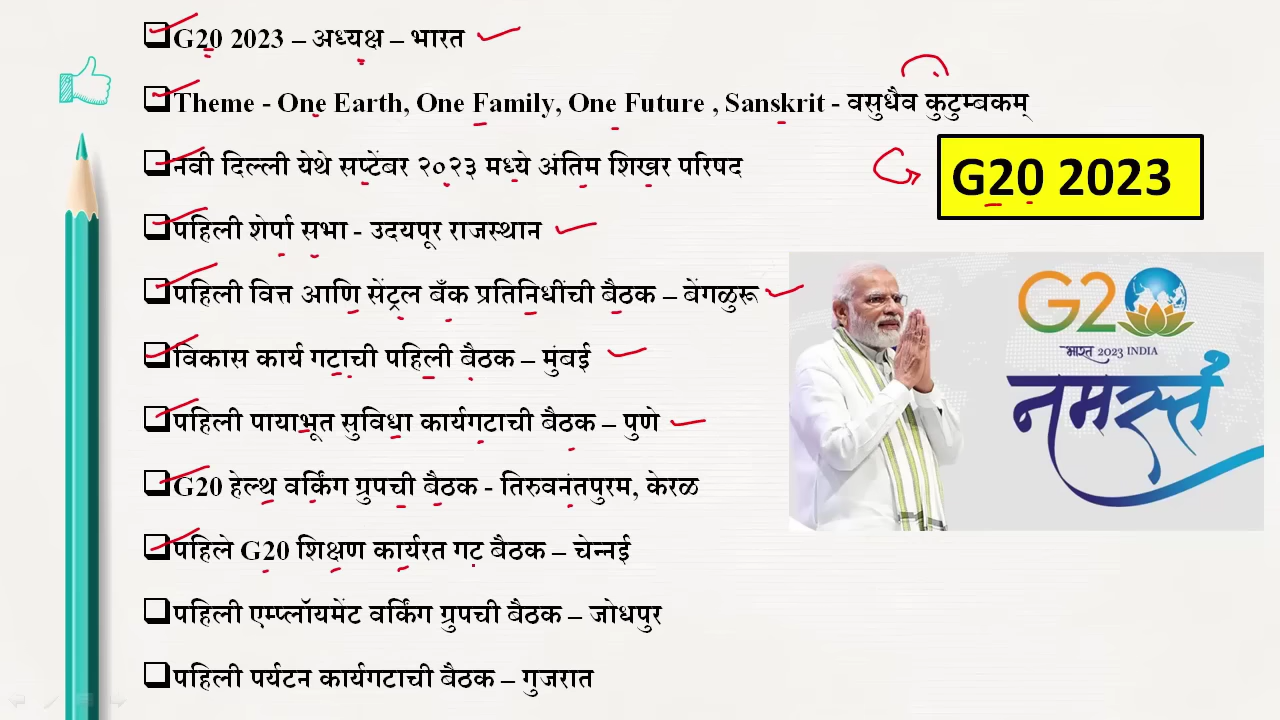 G20 2023 – अध्यक्ष – भारत
Theme - One Earth, One Family, One Future , Sanskrit - वसुधैव कुटुम्बकम्
नवी दिल्ली येथे सप्टेंबर २०२३ मध्ये अंतिम शिखर परिषद
पहिली शेर्पा सभा - उदयपूर राजस्थान
पहिली वित्त आणि सेंट्रल बँक प्रतिनिधींची बैठक – बेंगळुरू
विकास कार्य गटाची पहिली बैठक – मुंबई
पहिली पायाभूत सुविधा कार्यगटाची बैठक – पुणे
G20 हेल्थ वर्किंग ग्रुपची बैठक - तिरुवनंतपुरम, केरळ
पहिले G20 शिक्षण कार्यरत गट बैठक – चेन्नई
पहिली एम्प्लॉयमेंट वर्किंग ग्रुपची बैठक – जोधपुर
पहिली पर्यटन कार्यगटाची बैठक – गुजरात
G20 2023
G20
भारत 2023 INDIA
नमस्ते